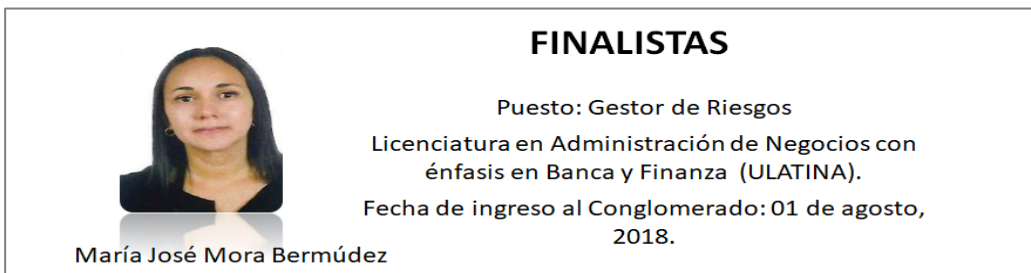 FINALISTAS
Puesto: Gestor de Riesgos
Licenciatura en Administración de Negocios con
énfasis en Banca y Finanza (ULATINA).
Fecha de ingreso al Conglomerado: 01 de agosto,
2018.
María José Mora Bermúdez